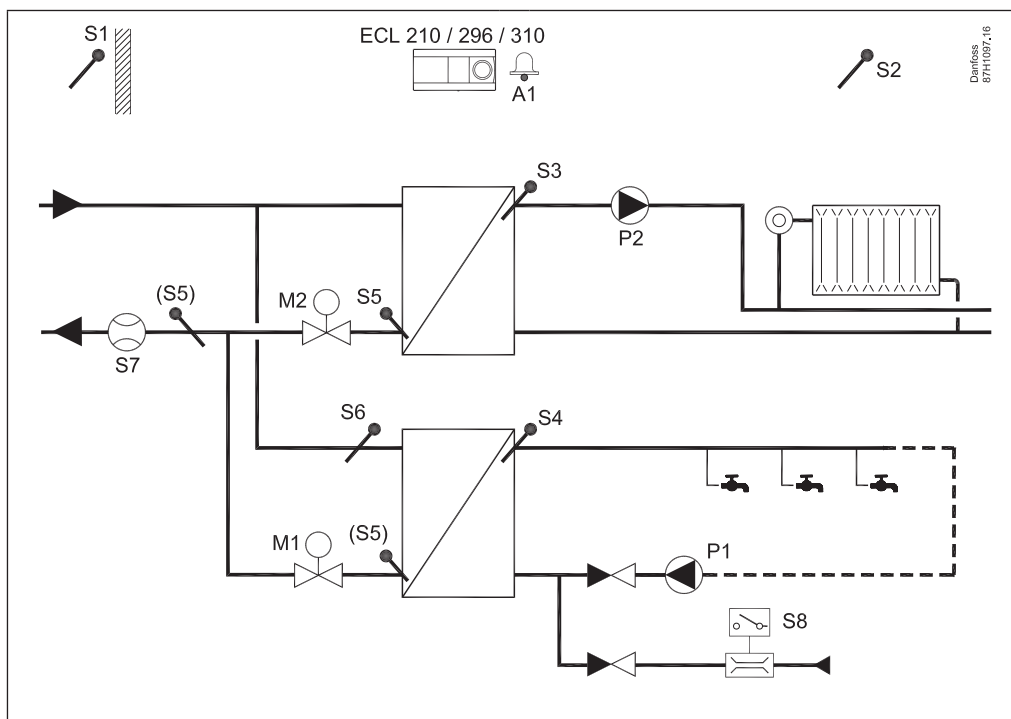 S1
ECL 210 / 296 / 310
A1
S2
Danfoss
87H1097.16
S3
P2
(S5)
M2
S5
S7
S6
S4
M1
(S5)
P1
S8